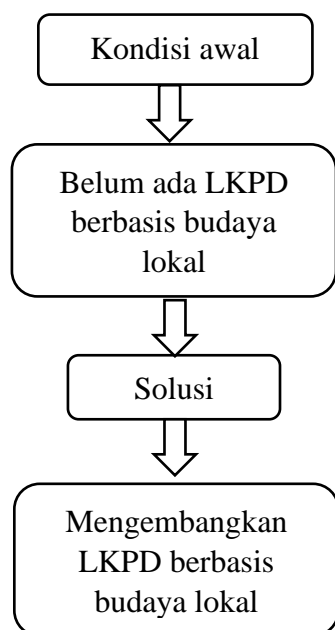 Kondisi awal
Belum ada LKPD
berbasis budaya
lokal
Solusi
Mengembangkan
LKPD berbasis
budaya lokal